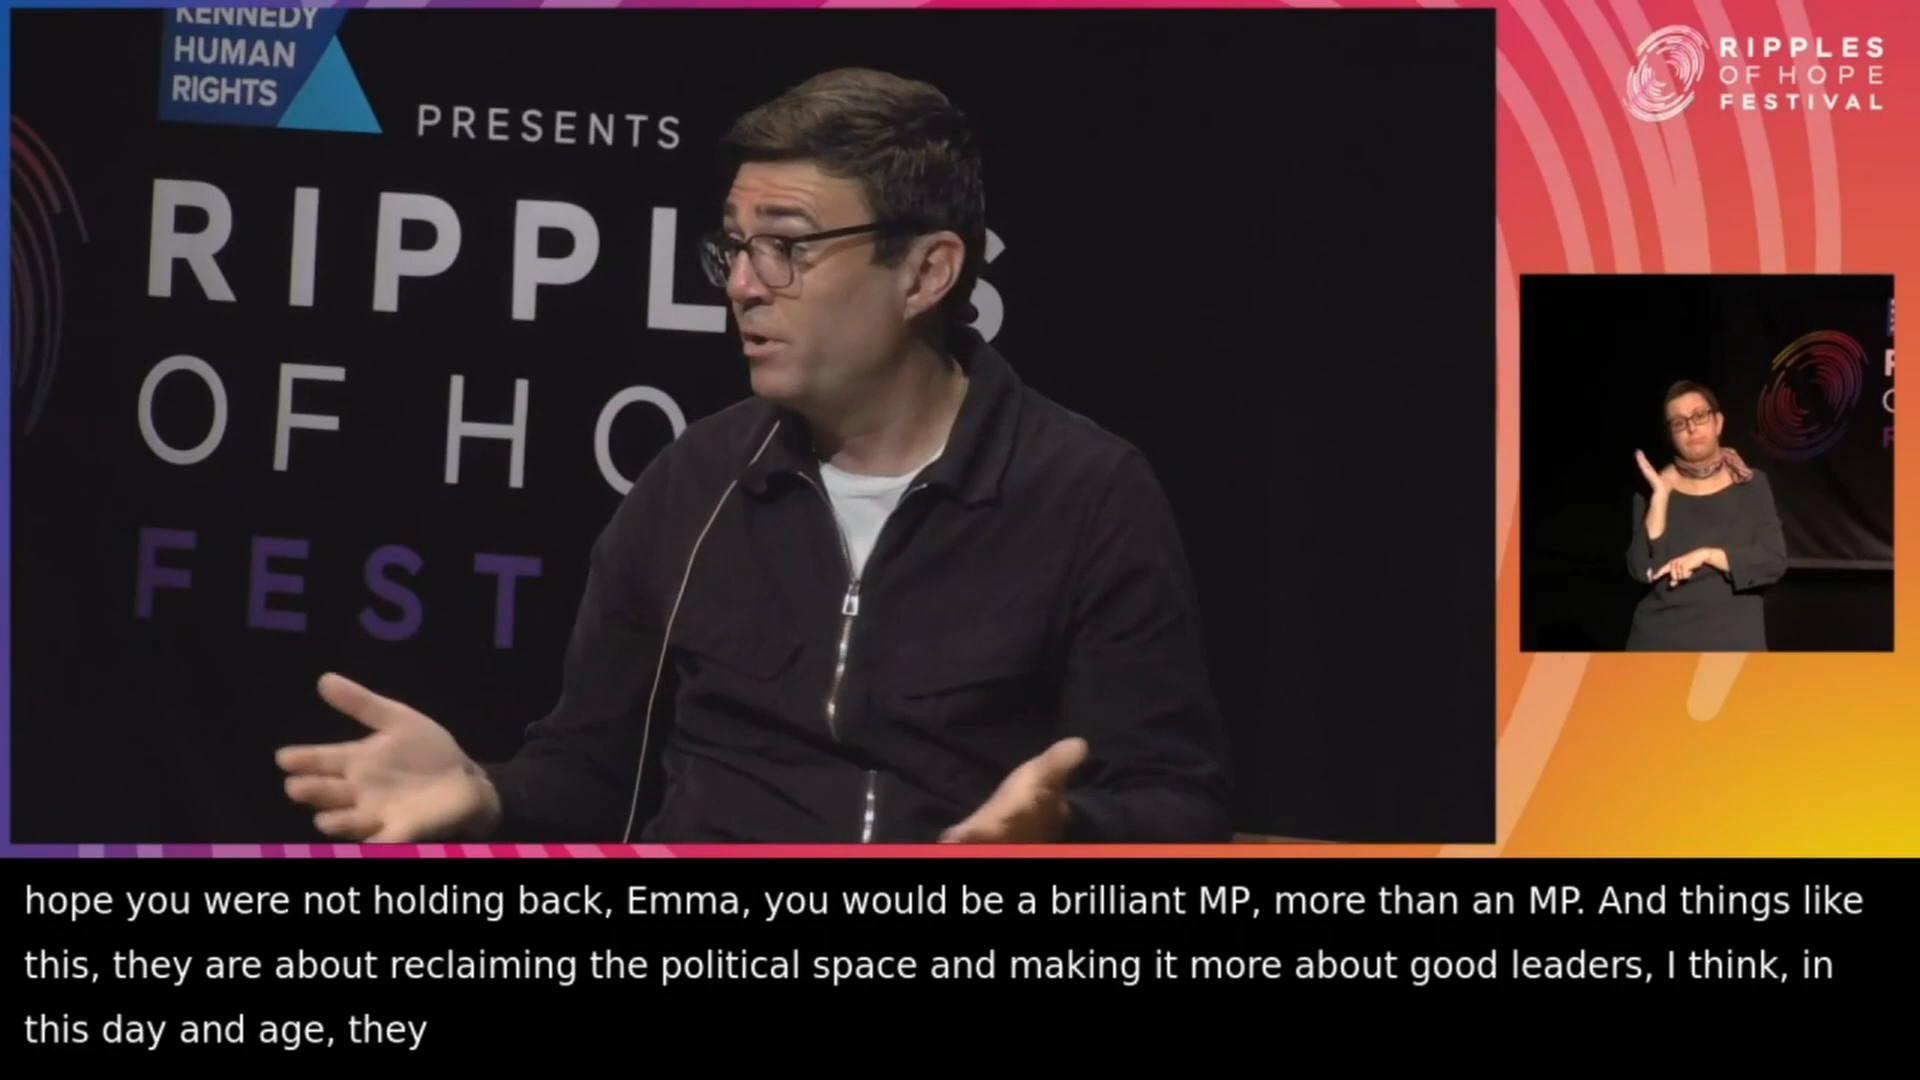 KENNEDY
HUMAN
RIGHTS
PRESENTS
RIPPL S
OF HO
FEST
RIPPLES
OF HOPE
FESTIVAL
hope you were not holding back, Emma, you would be a brilliant MP, more than an MP. And things like
this, they are about reclaiming the political space and making it more about good leaders, I think, in
this day and age, they